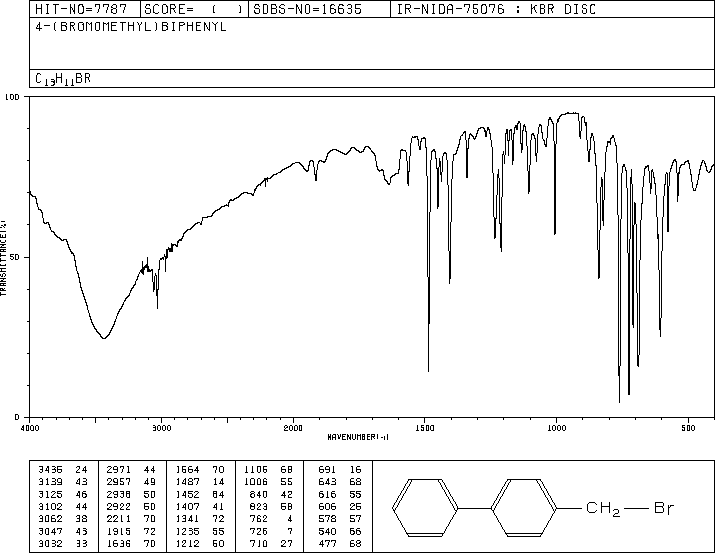 HIT-NO=7787 SCORE= ( ) SDBS-NO=16635 IR-NIDA-75076 : KBR DISC
4-(BROMOMETHYL)BIPHENYL
C13H11BR
100
TRANSMITTANCE(%)
50
0
4000 3000 2000 1500 1000 500
WAVENUMBER(-1)
3436 24 2971 44 1664 70 1106 68 691 16
3139 43 2957 49 1487 14 1006 55 643 68
3125 46 2938 50 1452 64 840 42 616 55
3102 44 2922 50 1407 41 823 58 606 25
3062 38 2211 70 1341 72 762 4 578 57
3047 43 1915 72 1235 55 725 7 540 66
3032 33 1636 70 1212 50 710 27 477 68
CH2 Br